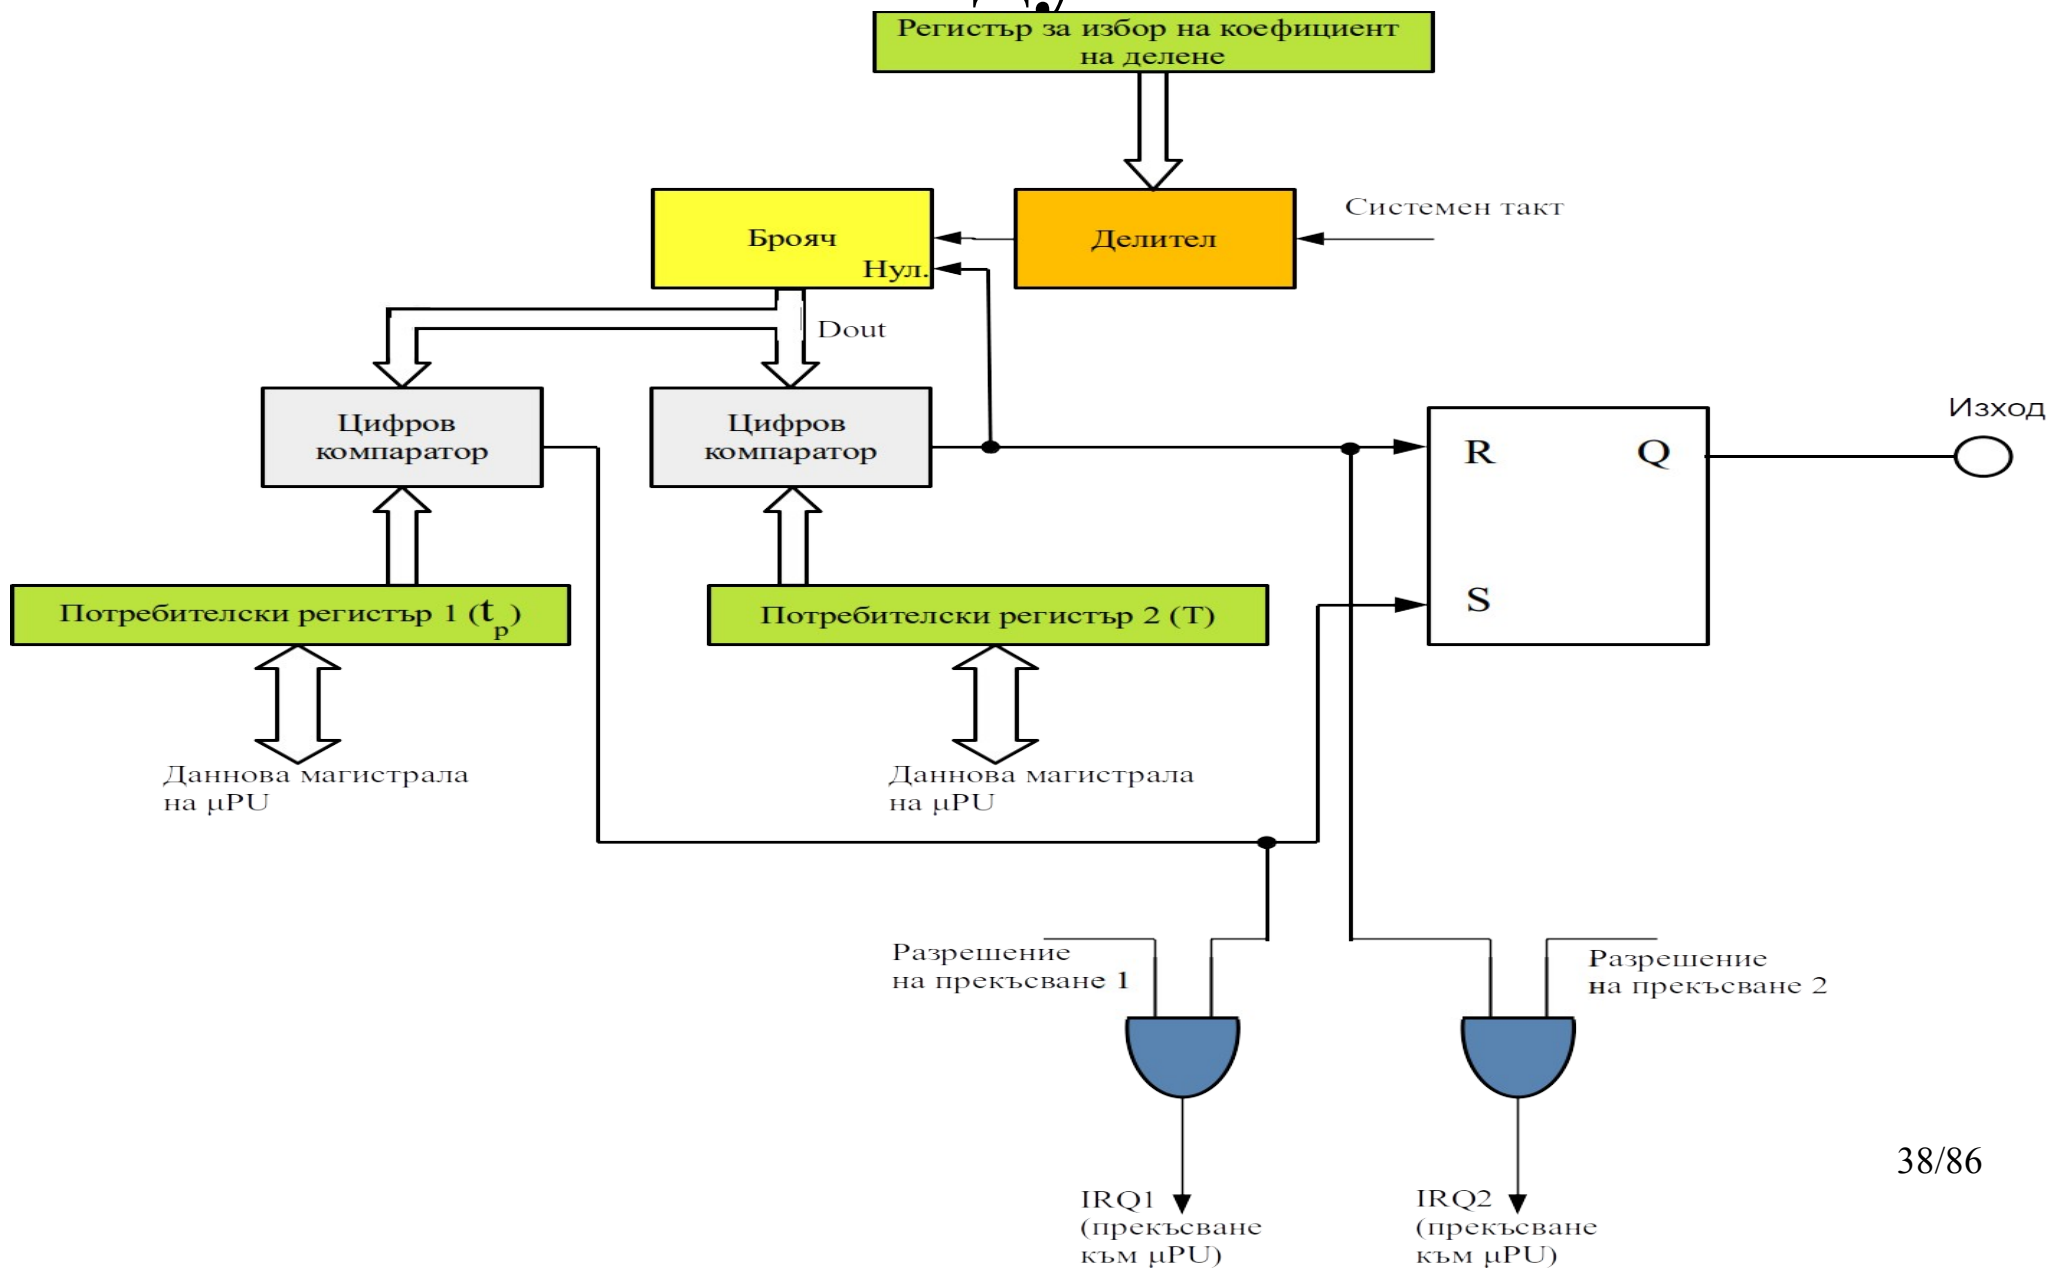 Регистър за избор на коефициент
на делене
Системен такт
Брояч
Нул.
Делител
Dout
Цифров
компаратор
Цифров
компаратор
R
Q
S
Изход
Потребителски регистър 1 (tp)
Потребителски регистър 2 (T)
Даннова магистрала
на μPU
Даннова магистрала
на μPU
Разрешение
на прекъсване 1
Разрешение
на прекъсване 2
IRQ1
(прекъсване
към μPU)
IRQ2
(прекъсване
към μPU)
38/86